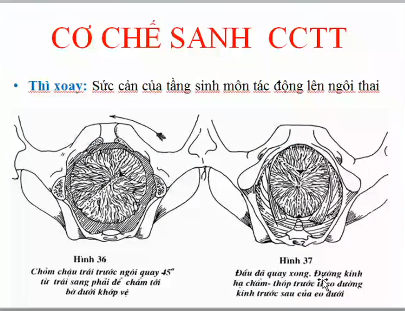 CƠ CHẾ SANH CCTT
• Thì xoay: Sức cản của tầng sinh môn tác động lên ngôi thai
Hình 36
Chỏm chậu trái trước ngôi quay 45°
từ trái sang phải để chẩm tới
bờ dưới khớp vệ
Hình 37
Đầu đã quay xong. Đường kính
hạ chẩm- thóp trước so đường
kính trước sau của eo dưới